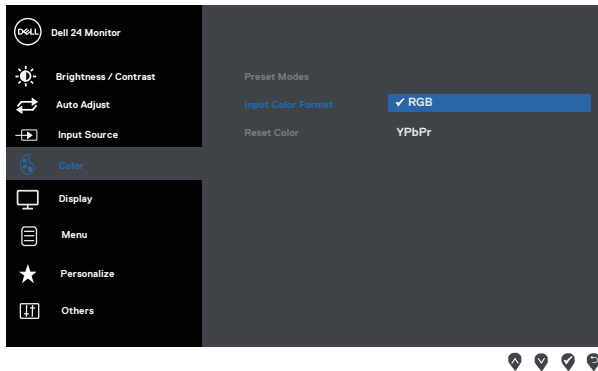 DELL Dell 24 Monitor
Brightness / Contrast
Auto Adjust
Input Source
Color
Display
Menu
Personalize
Others
Preset Modes
Input Color Format
✓ RGB
Reset Color
YPbPr